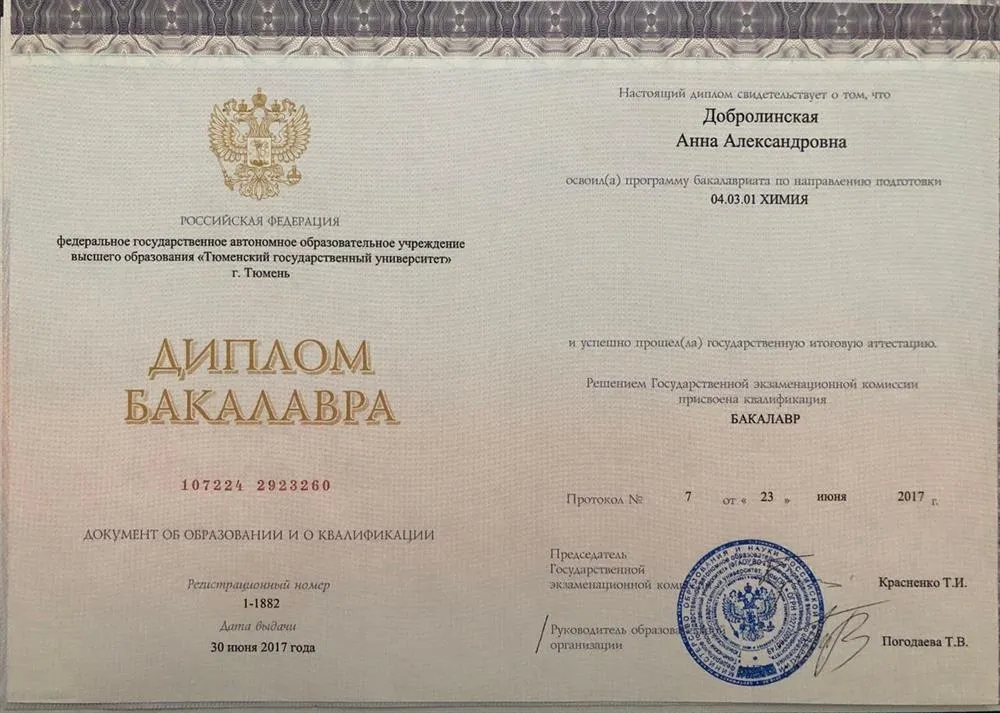 РОССИЙСКАЯ ФЕДЕРАЦИЯ
федеральное государственное автономное образовательное учреждение
высшего образования «Тюменский государственный университет»
г. Тюмень
ДИПЛОМ
БАКАЛАВРА
107224 2923260
ДОКУМЕНТ ОБ ОБРАЗОВАНИИ И О КВАЛИФИКАЦИИ
Регистрационный номер
1-1882
Дата выдачи
30 июня 2017 года
Настоящий диплом свидетельствует о том, что
Добролинская
Анна Александровна
освоил(а) программу бакалавриата по направлению подготовки
04.03.01 ХИМИЯ
и успешно прошел(ла) государственную итоговую аттестацию.
Решением Государственной экзаменационной комиссии
присвоена квалификация
БАКАЛАВР
Протокол № 7 от « 23 » июня 2017 г.
Председатель
Государственной
экзаменационной
Красненко Т.И.
Руководитель
организации
Погодаева Т.В.